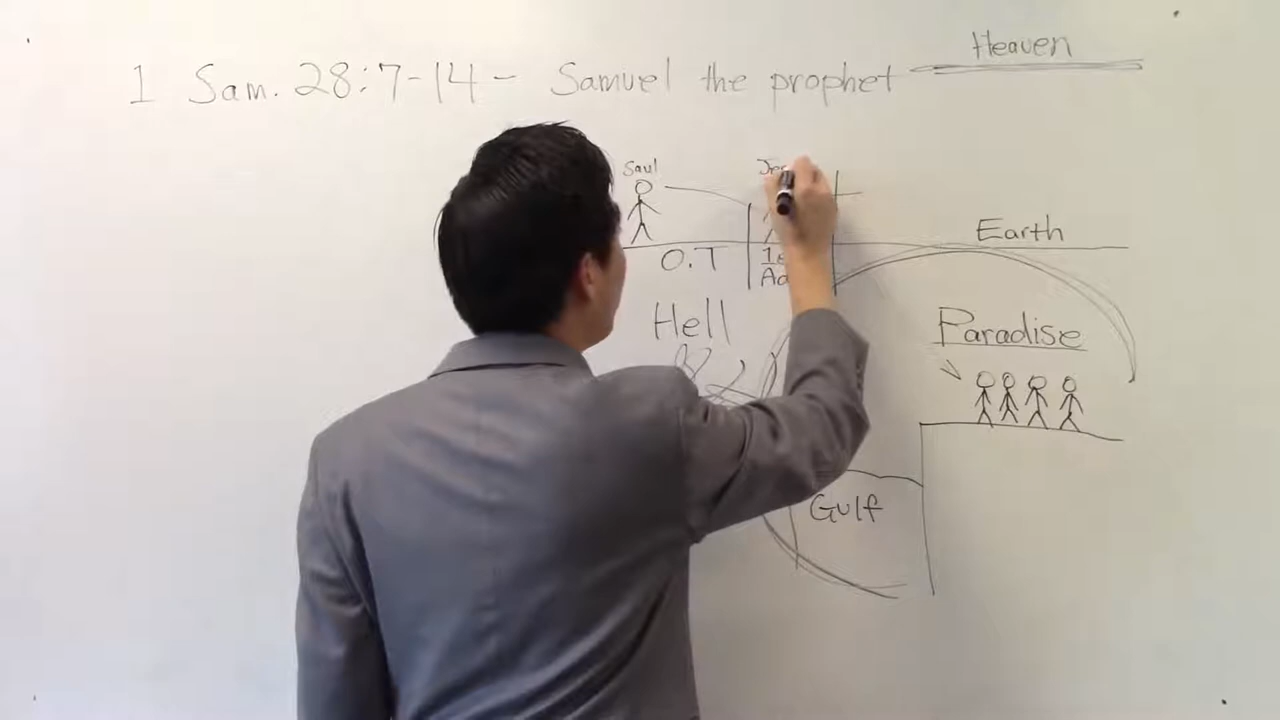 Heaven
1 Sam. 28:7-14 - Samuel the prophet
Saul
Earth
O.T
Hell
Paradise
Gulf